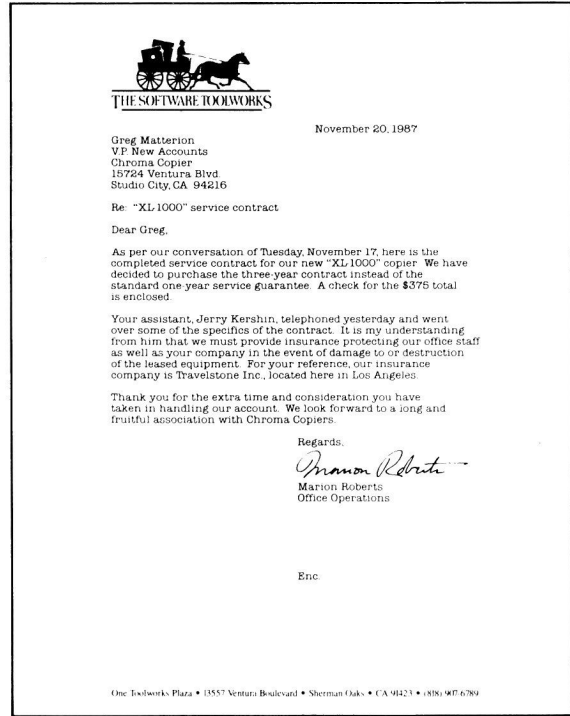 THE SOFTWARE TOOLWORKS
November 20, 1987
Greg Matterion
V.P. New Accounts
Chroma Copier
15724 Ventura Blvd.
Studio City, CA 94216
Re: "XL1000" service contract
Dear Greg,
As per our conversation of Tuesday, November 17, here is the
completed service contract for our new "XL1000" copier. We have
decided to purchase the three-year contract instead of the
standard one-year service guarantee. A check for the $375 total
is enclosed.
Your assistant, Jerry Kershin, telephoned yesterday and went
over some of the specifics of the contract. It is my understanding
from him that we must provide insurance protecting our office staff
as well as your company in the event of damage to or destruction
of the leased equipment. For your reference, our insurance
company is Travelstone Inc., located here in Los Angeles.
Thank you for the extra time and consideration you have
taken in handling our account. We look forward to a long and
fruitful association with Chroma Copiers.
Regards,
Marion Roberts
Marion Roberts
Office Operations
Enc.
One Toolworks Plaza • 13557 Ventura Boulevard • Sherman Oaks • CA 91423 • (818) 907-6789